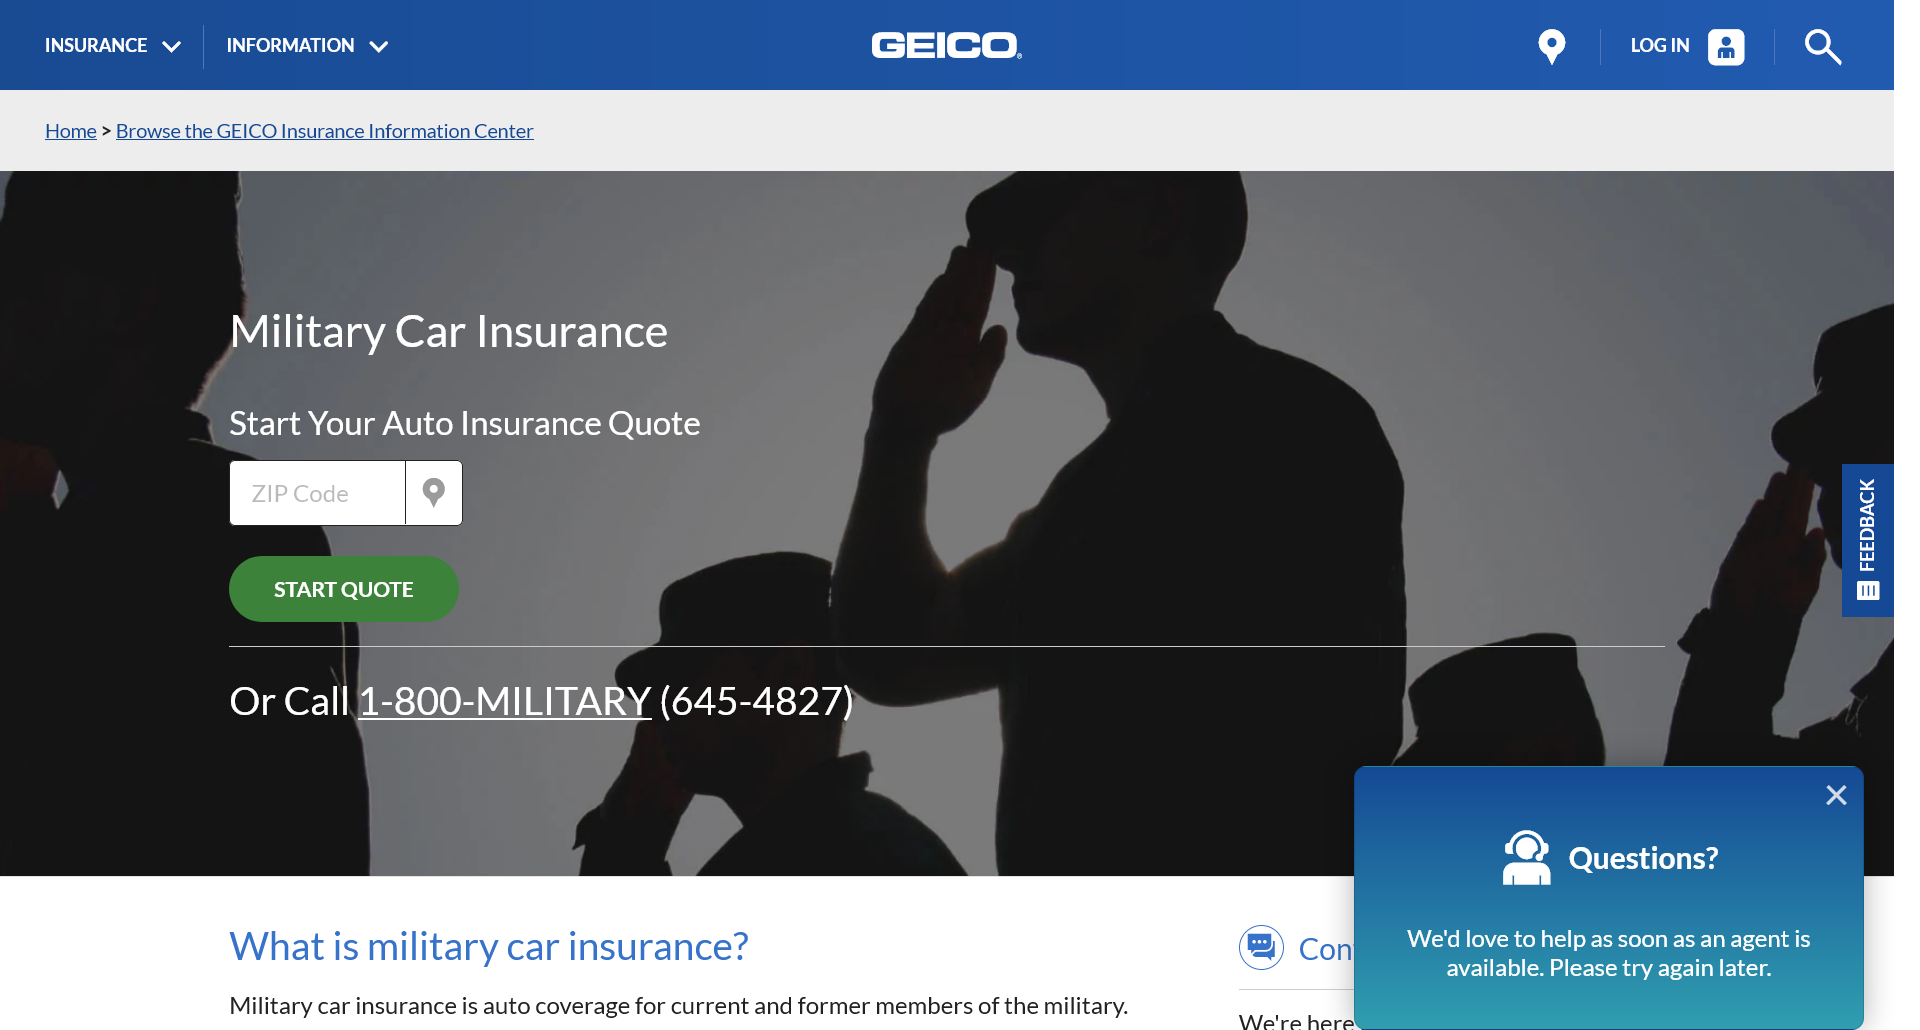 INSURANCE
INFORMATION
GEICO®
LOG IN
Home > Browse the GEICO Insurance Information Center
Military Car Insurance
Start Your Auto Insurance Quote
ZIP Code
START QUOTE
Or Call 1-800-MILITARY (645-4827)
FEEDBACK
Questions?
We'd love to help as soon as an agent is
available. Please try again later.
What is military car insurance?
Military car insurance is auto coverage for current and former members of the military.
We're here